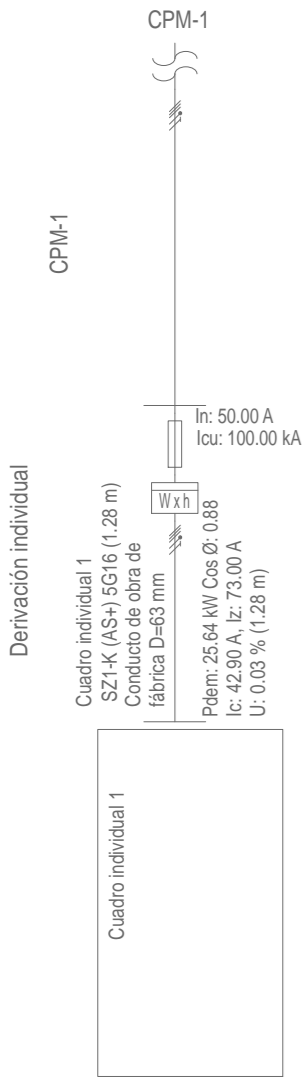 CPM-1
CPM-1
In: 50.00 A
Icu: 100.00 kA
Wxh
Derivación individual
Cuadro individual 1
SZ1-K (AS+) 5G16 (1.28 m)
Conducto de obra de
fábrica D=63 mm
Pdem: 25.64 kW Cos Ø: 0.88
Ic: 42.90 A, Iz: 73.00 A
U: 0.03 % (1.28 m)
Cuadro individual 1